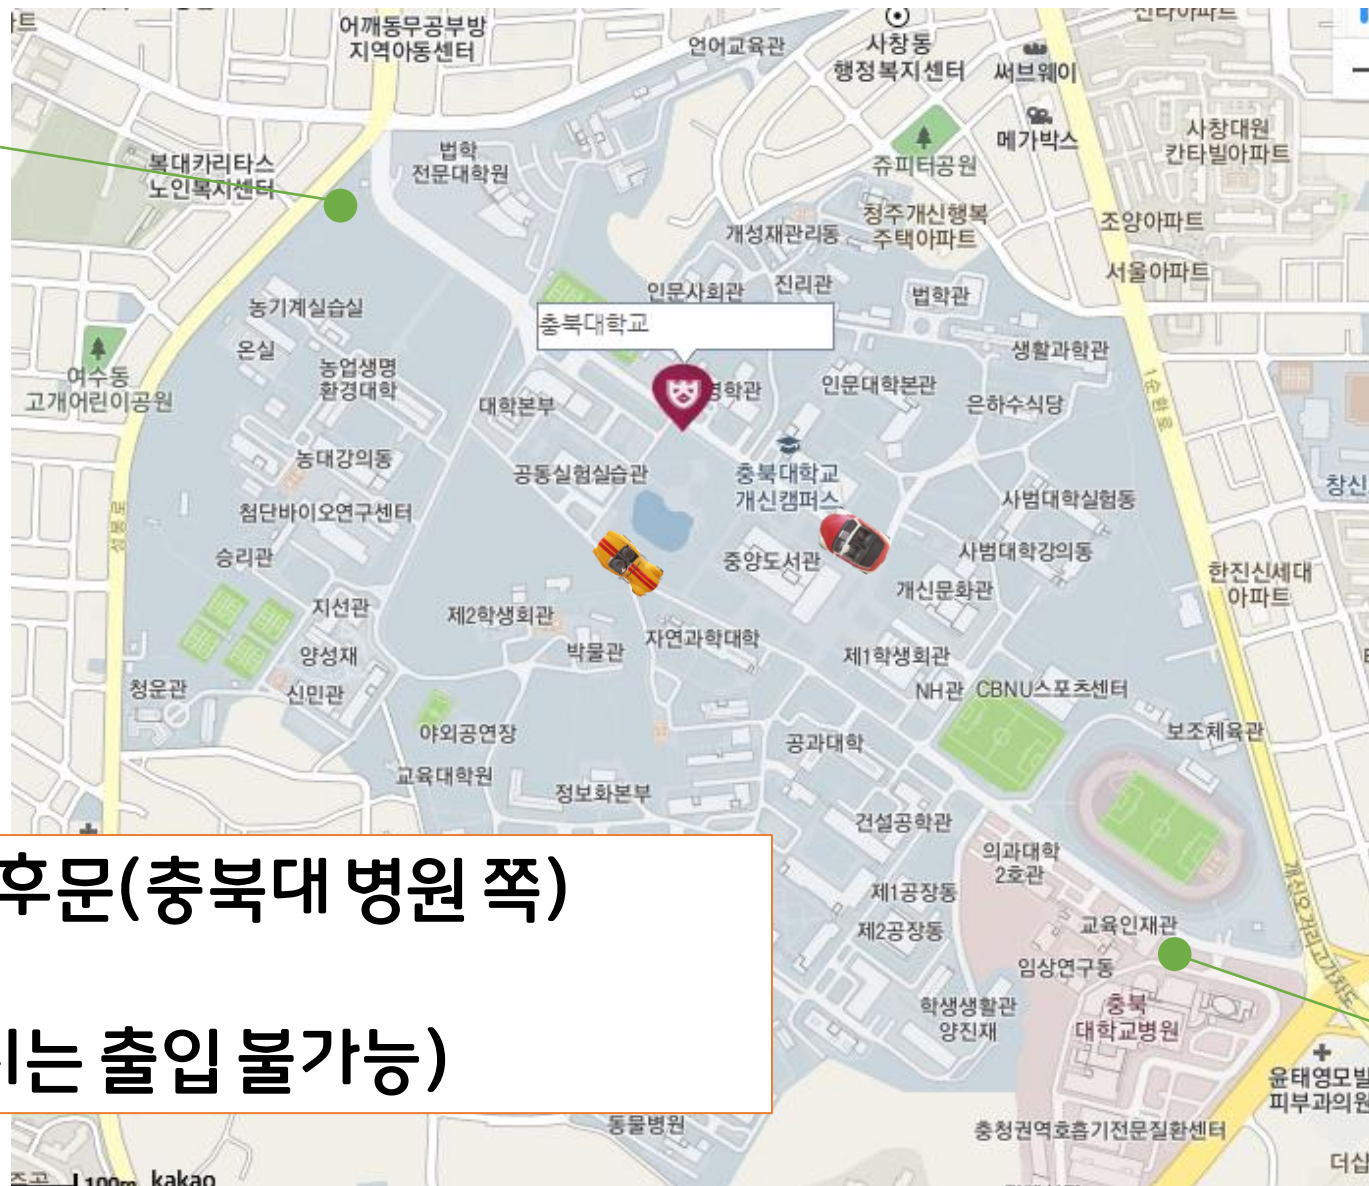 어깨동무공부방
지역아동센터
언어교육관
사창동
행정복지센터
써브웨이
메가박스
사창대원
칸타빌아파트
복대카리타스
노인복지센터
법학
전문대학원
쥬피터공원
청주개신행복
주택아파트
조양아파트
개성재관리동
서울아파트
인문사회관
진리관
법학관
농기계실습실
충북대학교
온실
농업생명
환경대학
생활과학관
여수동
고개어린이공원
대학본부
영학관
인문대학본관
은하수식당
1순환로
농대강의동
공동실험실습관
충북대학교
개신캠퍼스
창신
첨단바이오연구센터
사범대학실험동
성봉로
승리관
중앙도서관
사범대학강의동
개신문화관
한진신세대
아파트
지선관
제2학생회관
자연과학대학
양성재
박물관
제1학생회관
청운관
신민관
NH관
CBNU스포츠센터
야외공연장
공과대학
보조체육관
교육대학원
정보화본부
건설공학관
의과대학
2호관
후문(충북대 병원 쪽)
제1공장동
제2공장동
교육인재관
개신오거리고가차도
임상연구동
학생생활관
양진재
충북
대학교병원
시는 출입 불가능)
윤태영모발
피부과의원
동물병원
충청권역호흡기전문질환센터
더샵
100m kakao